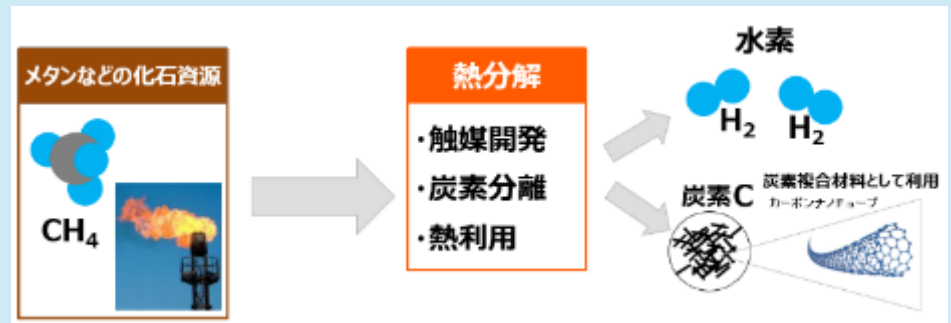 メタンなどの化石資源
CH4
熱分解
・触媒開発
・炭素分離
・熱利用
水素
H2
H2
炭素C
炭素複合材料として利用
カーボンナノチューブ